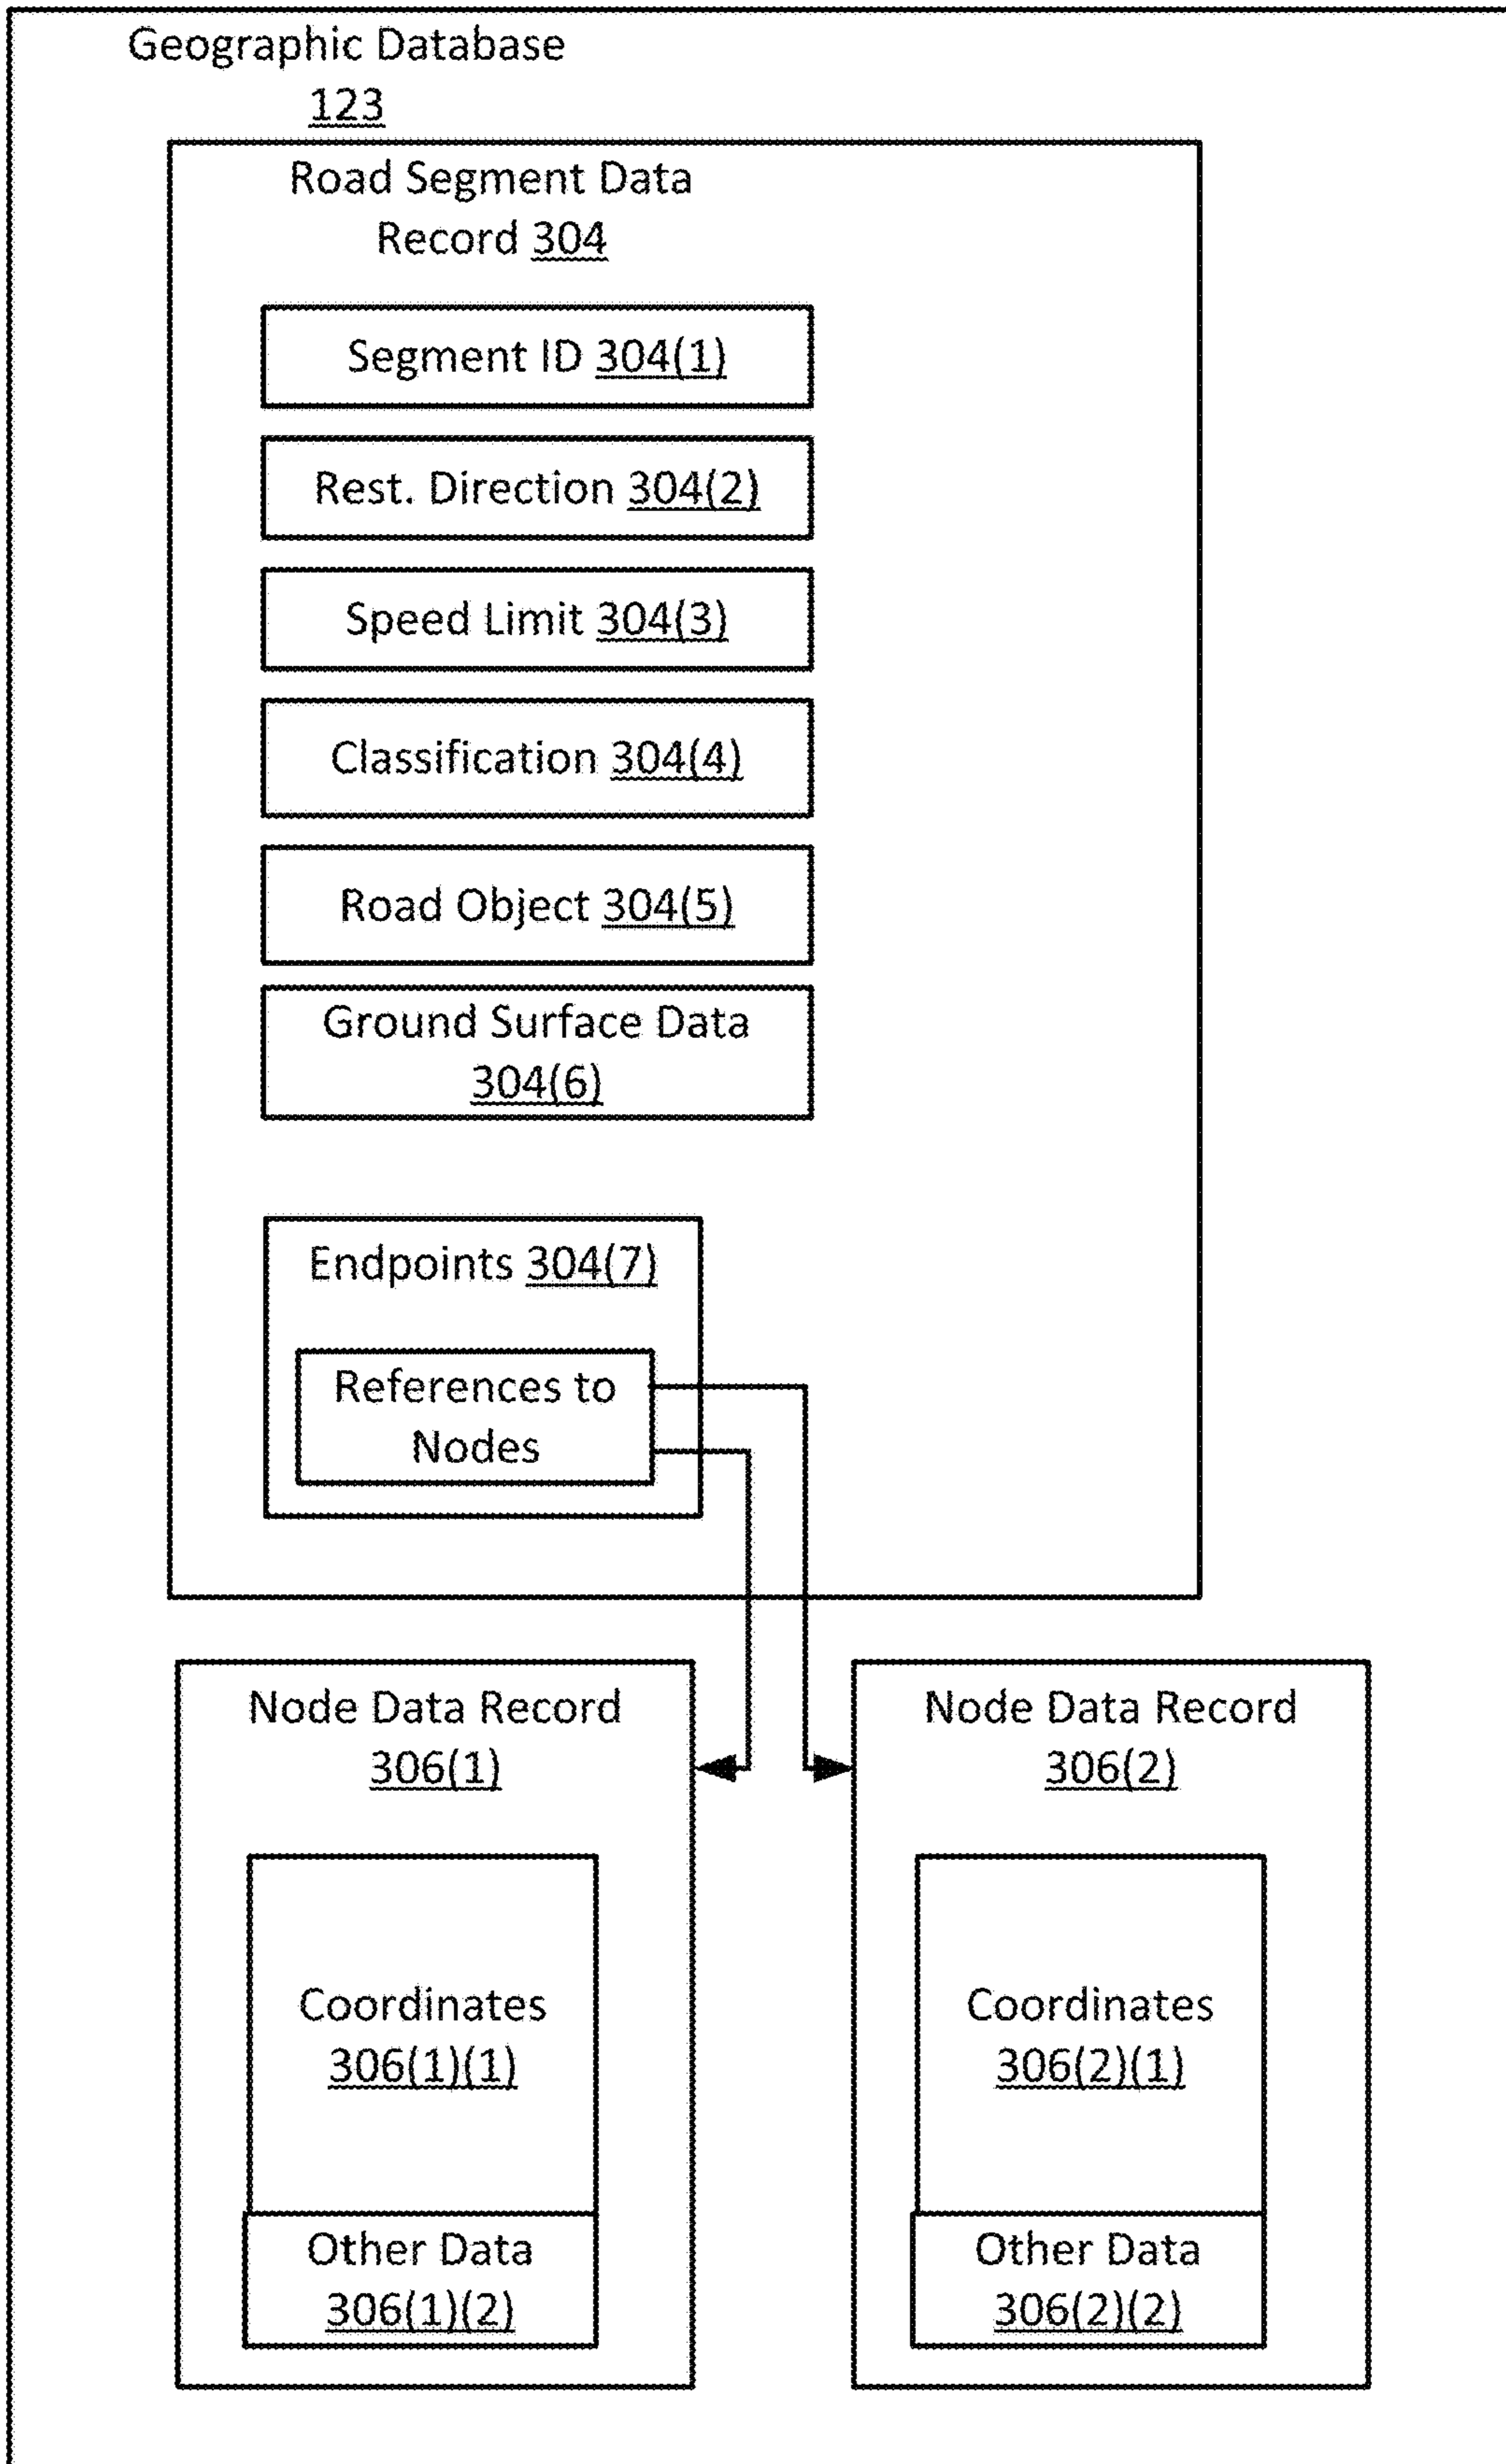 Geographic Database
123
Road Segment Data
Record 304
Segment ID 304(1)
Rest. Direction 304(2)
Speed Limit 304(3)
Classification 304(4)
Road Object 304(5)
Ground Surface Data
304(6)
Endpoints 304(7)
References to
Nodes
Node Data Record
306(1)
Coordinates
306(1)(1)
Other Data
306(1)(2)
Node Data Record
306(2)
Coordinates
306(2)(1)
Other Data
306(2)(2)